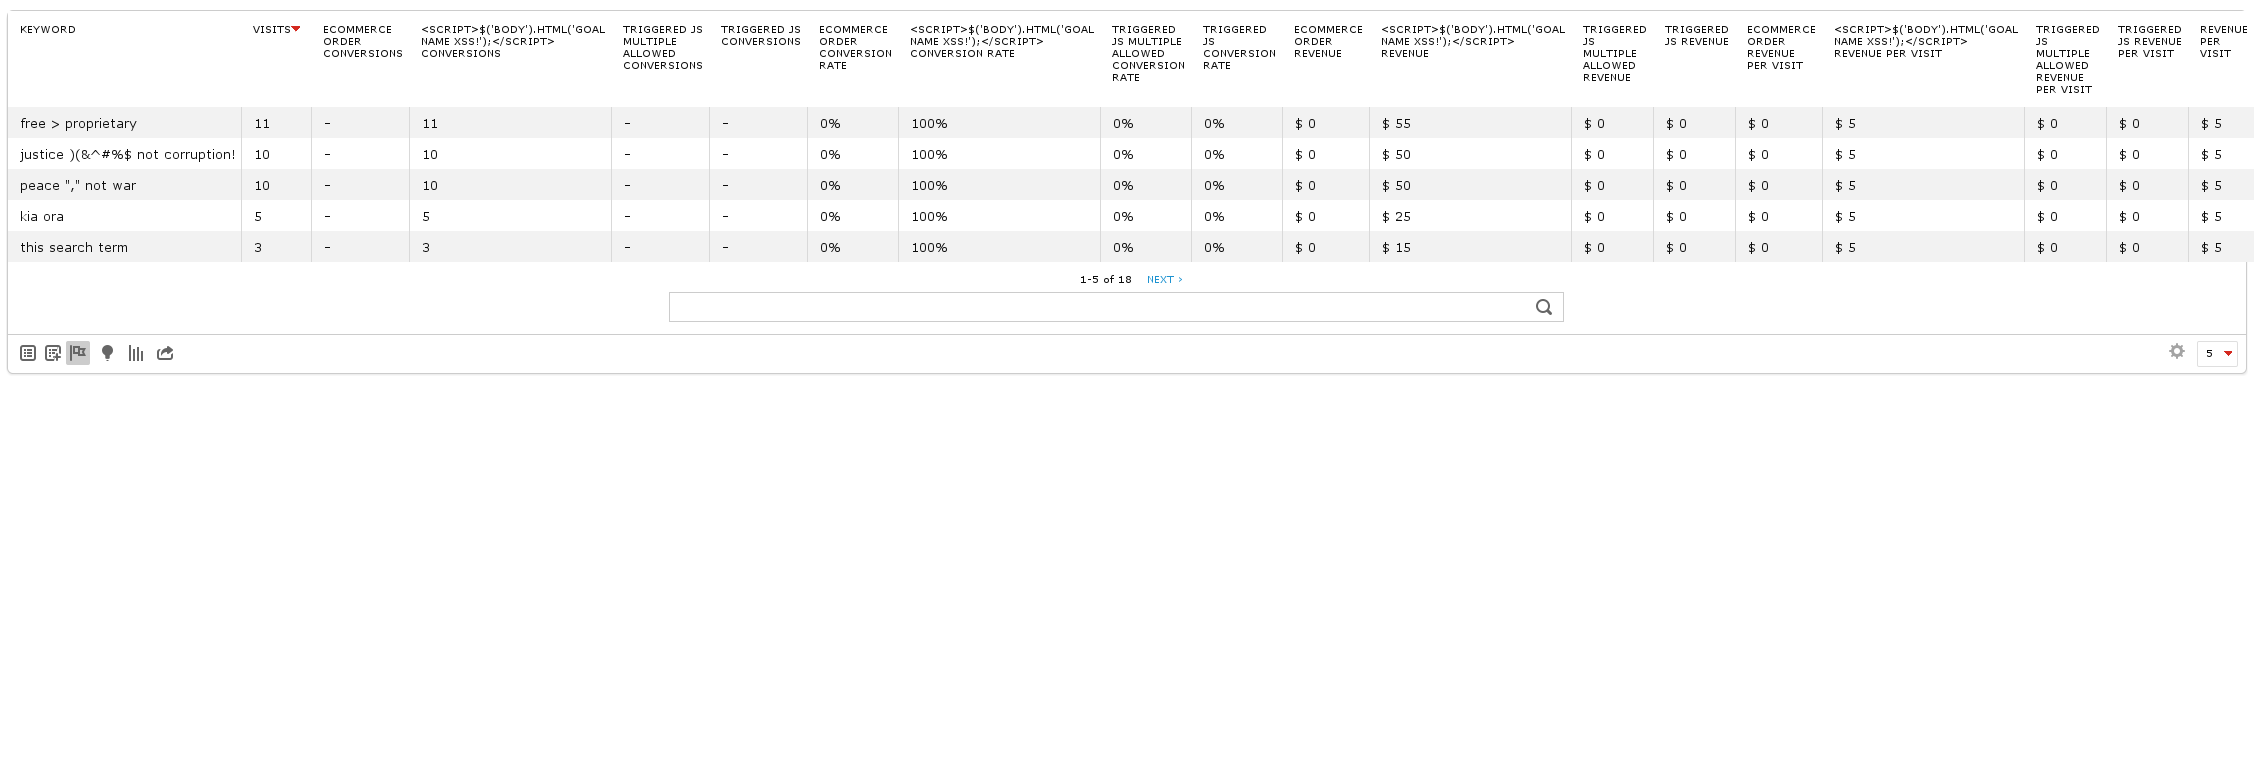 KEYWORD VISITS ECOMMERCE ORDER CONVERSIONS <SCRIPT>$('BODY').HTML('GOAL NAME XSS!');</SCRIPT> CONVERSIONS TRIGGERED JS MULTIPLE ALLOWED CONVERSIONS TRIGGERED JS CONVERSIONS ECOMMERCE ORDER CONVERSION RATE <SCRIPT>$('BODY').HTML('GOAL NAME XSS!');</SCRIPT> CONVERSION RATE TRIGGERED JS MULTIPLE ALLOWED CONVERSION RATE TRIGGERED JS CONVERSION RATE ECOMMERCE ORDER REVENUE <SCRIPT>$('BODY').HTML('GOAL NAME XSS!');</SCRIPT> REVENUE TRIGGERED JS MULTIPLE ALLOWED REVENUE TRIGGERED JS REVENUE ECOMMERCE ORDER REVENUE PER VISIT <SCRIPT>$('BODY').HTML('GOAL NAME XSS!');</SCRIPT> REVENUE PER VISIT TRIGGERED JS MULTIPLE ALLOWED REVENUE PER VISIT TRIGGERED JS REVENUE PER VISIT REVENUE PER VISIT
free > proprietary 11 - 11 - - 0% 100% 0% 0% $ 0 $ 55 $ 0 $ 0 $ 0 $ 5 $ 0 $ 0 $ 5
justice )(&^#%$ not corruption! 10 - 10 - - 0% 100% 0% 0% $ 0 $ 50 $ 0 $ 0 $ 0 $ 5 $ 0 $ 0 $ 5
peace "," not war 10 - 10 - - 0% 100% 0% 0% $ 0 $ 50 $ 0 $ 0 $ 0 $ 5 $ 0 $ 0 $ 5
kia ora 5 - 5 - - 0% 100% 0% 0% $ 0 $ 25 $ 0 $ 0 $ 0 $ 5 $ 0 $ 0 $ 5
this search term 3 - 3 - - 0% 100% 0% 0% $ 0 $ 15 $ 0 $ 0 $ 0 $ 5 $ 0 $ 0 $ 5
1-5 of 18 NEXT ›
5